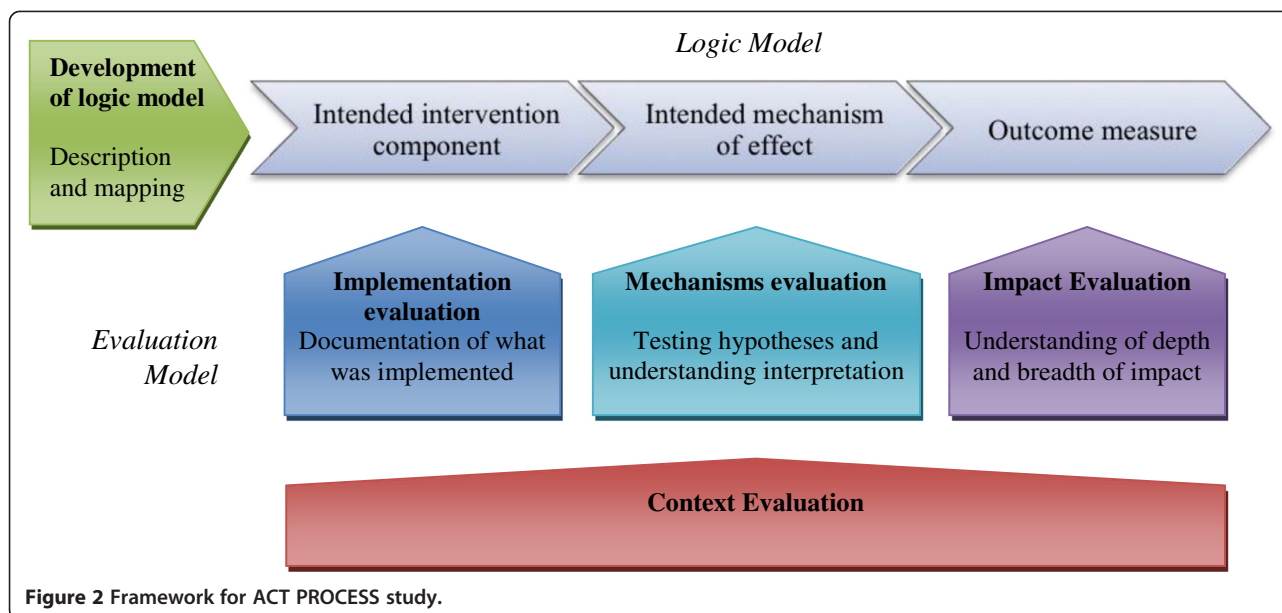 Logic Model
Development
of logic model
Description
and mapping
Intended intervention
component
Intended mechanism
of effect
Outcome measure
Evaluation
Model
Implementation
evaluation
Documentation of what
was implemented
Mechanisms evaluation
Testing hypotheses and
understanding interpretation
Impact Evaluation
Understanding of depth
and breadth of impact
Context Evaluation
Figure 2 Framework for ACT PROCESS study.